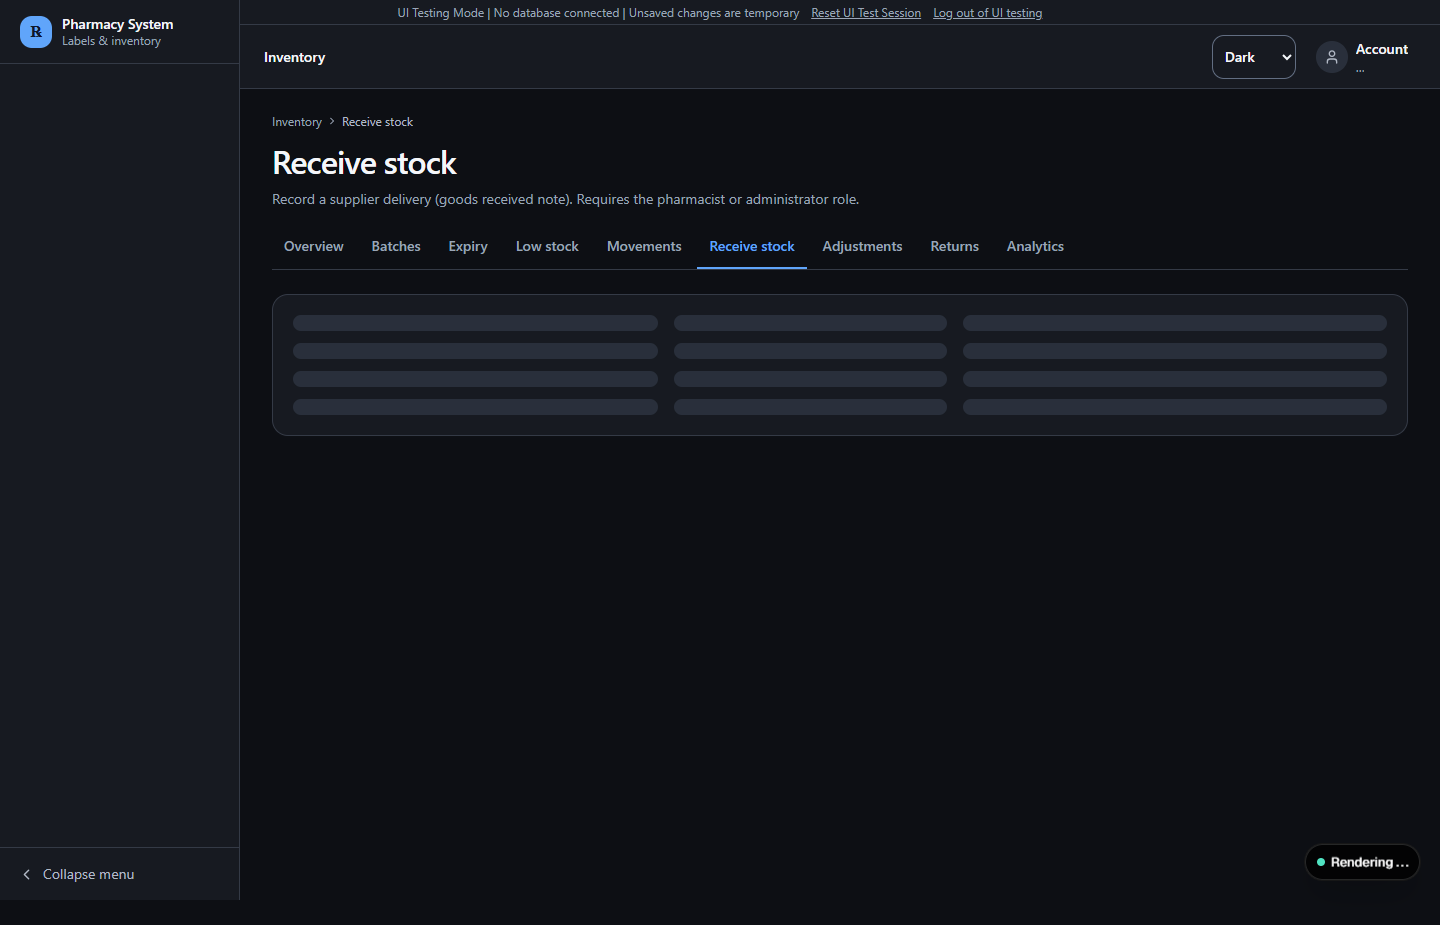 UI Testing Mode | No database connected | Unsaved changes are temporary Reset UI Test Session Log out of UI testing
℞
Pharmacy System
Labels & inventory
Inventory
Dark
Account
...
Inventory > Receive stock
Receive stock
Record a supplier delivery (goods received note). Requires the pharmacist or administrator role.
Overview Batches Expiry Low stock Movements Receive stock Adjustments Returns Analytics
Rendering ...
Collapse menu